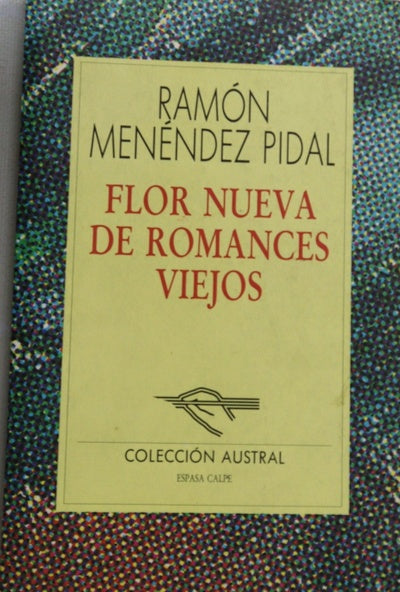 RAMÓN
MENÉNDEZ PIDAL
FLOR NUEVA
DE ROMANCES
VIEJOS
COLECCIÓN AUSTRAL
ESPASA CALPE